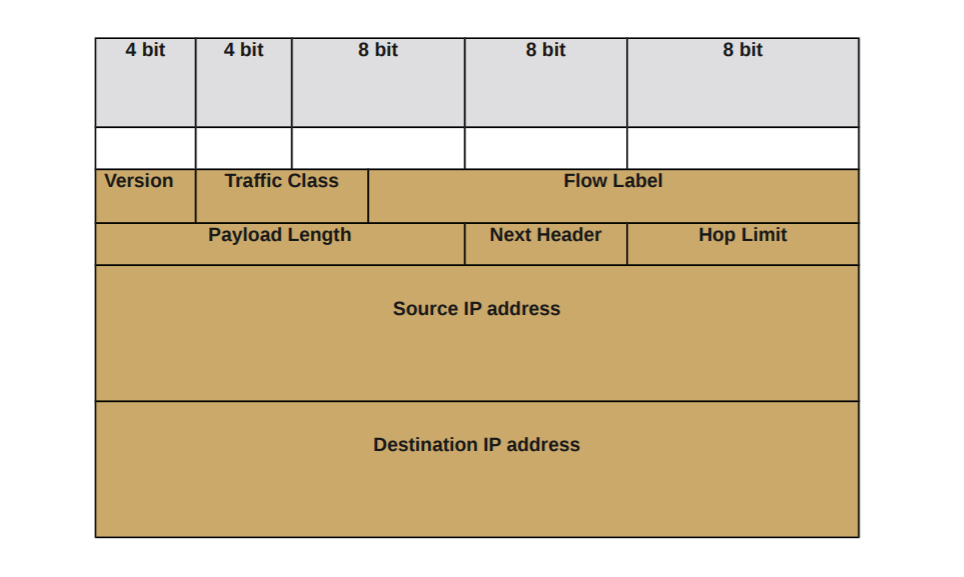 4 bit 4 bit 8 bit 8 bit 8 bit
Version Traffic Class Flow Label
Payload Length Next Header Hop Limit
Source IP address
Destination IP address